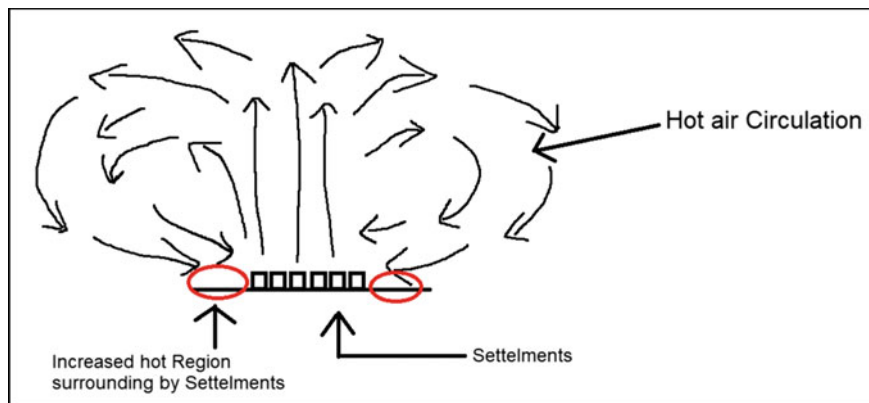 Hot air Circulation
Increased hot Region
surrounding by Settelments
Settelments